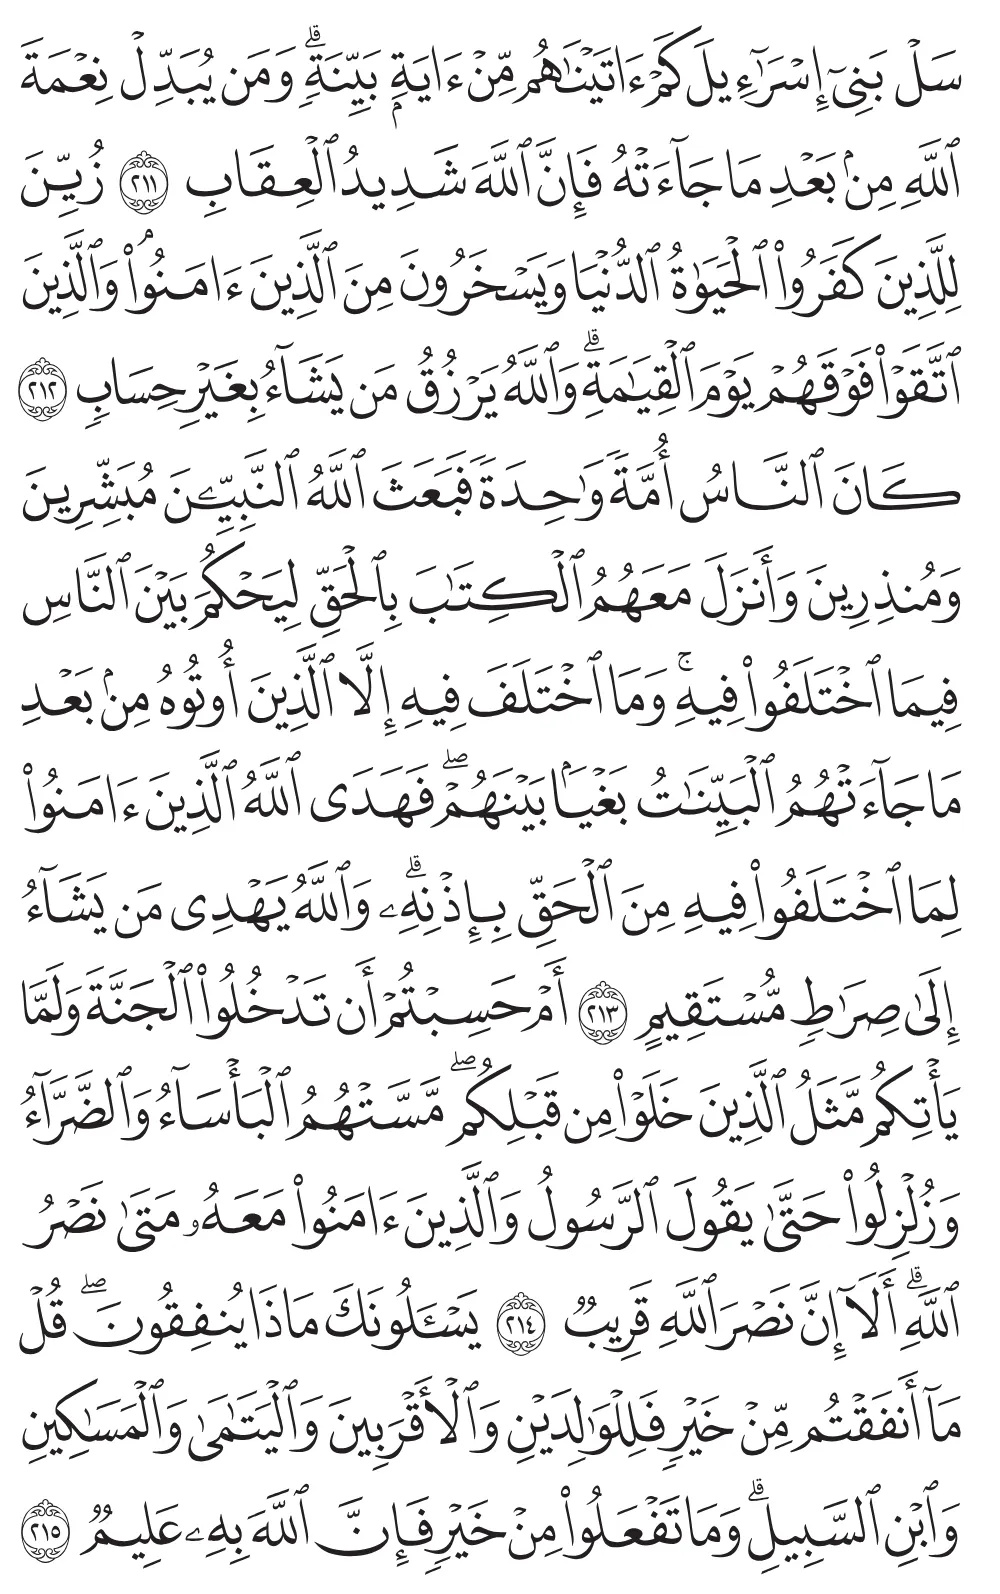 سَلْ بَنِىٓ إِسْرَٰٓءِيلَ كَمْ ءَاتَيْنَٰهُم مِّنْ ءَايَةٍۭ بَيِّنَةٍۗ وَمَن يُبَدِّلْ نِعْمَةَ
ٱللَّهِ مِنۢ بَعْدِ مَا جَآءَتْهُ فَإِنَّ ٱللَّهَ شَدِيدُ ٱلْعِقَابِ ٢١١ زُيِّنَ
لِلَّذِينَ كَفَرُوا۟ ٱلْحَيَوٰةُ ٱلدُّنْيَا وَيَسْخَرُونَ مِنَ ٱلَّذِينَ ءَامَنُوا۟ۘ وَٱلَّذِينَ
ٱتَّقَوْا۟ فَوْقَهُمْ يَوْمَ ٱلْقِيَٰمَةِۗ وَٱللَّهُ يَرْزُقُ مَن يَشَآءُ بِغَيْرِ حِسَابٍ ٢١٢
كَانَ ٱلنَّاسُ أُمَّةً وَٰحِدَةً فَبَعَثَ ٱللَّهُ ٱلنَّبِيِّـۧنَ مُبَشِّرِينَ
وَمُنذِرِينَ وَأَنزَلَ مَعَهُمُ ٱلْكِتَٰبَ بِٱلْحَقِّ لِيَحْكُمَ بَيْنَ ٱلنَّاسِ
فِيمَا ٱخْتَلَفُوا۟ فِيهِۚ وَمَا ٱخْتَلَفَ فِيهِ إِلَّا ٱلَّذِينَ أُوتُوهُ مِنۢ بَعْدِ
مَا جَآءَتْهُمُ ٱلْبَيِّنَٰتُ بَغْيًۢا بَيْنَهُمْۖ فَهَدَى ٱللَّهُ ٱلَّذِينَ ءَامَنُوا۟
لِمَا ٱخْتَلَفُوا۟ فِيهِ مِنَ ٱلْحَقِّ بِإِذْنِهِۦۗ وَٱللَّهُ يَهْدِى مَن يَشَآءُ
إِلَىٰ صِرَٰطٍ مُّسْتَقِيمٍ ٢١٣ أَمْ حَسِبْتُمْ أَن تَدْخُلُوا۟ ٱلْجَنَّةَ وَلَمَّا
يَأْتِكُم مَّثَلُ ٱلَّذِينَ خَلَوْا۟ مِن قَبْلِكُمۖ مَّسَّتْهُمُ ٱلْبَأْسَآءُ وَٱلضَّرَّآءُ
وَزُلْزِلُوا۟ حَتَّىٰ يَقُولَ ٱلرَّسُولُ وَٱلَّذِينَ ءَامَنُوا۟ مَعَهُۥ مَتَىٰ نَصْرُ
ٱللَّهِۗ أَلَآ إِنَّ نَصْرَ ٱللَّهِ قَرِيبٌ ٢١٤ يَسْـَٔلُونَكَ مَاذَا يُنفِقُونَۖ قُلْ
مَآ أَنفَقْتُم مِّنْ خَيْرٍ فَلِلْوَٰلِدَيْنِ وَٱلْأَقْرَبِينَ وَٱلْيَتَٰمَىٰ وَٱلْمَسَٰكِينِ
وَٱبْنِ ٱلسَّبِيلِۗ وَمَا تَفْعَلُوا۟ مِنْ خَيْرٍ فَإِنَّ ٱللَّهَ بِهِۦ عَلِيمٌ ٢١٥